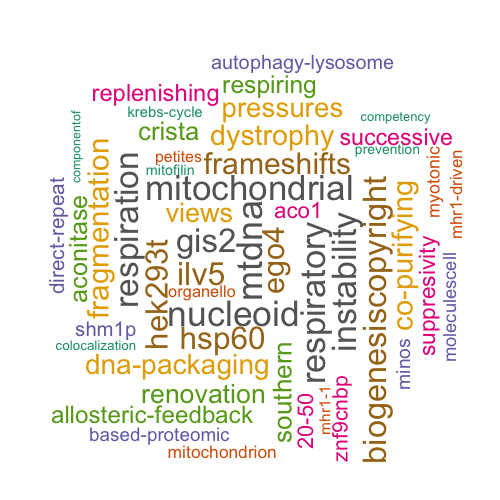 autophagy-lysosome
replenishing
respiring
krebs-cycle
pressures
competency
crista
dystrophy
successive
componentof
petites
prevention
mitofilin
frameshifts
fragmentation
respiration
mitochondrial
myotonic
mhr1-driven
direct-repeat
aconitase
views
mtdna
aco1
biogenesiscopyright
co-purifying
gis2
ego4
respiratory
instability
suppresivity
moleculescell
hek293t
ilv5
organello
nucleoid
shm1p
hsp60
colocalization
dna-packaging
southern
minos
renovation
20-50
mhr1-1
znf9cnbp
allosteric-feedback
based-proteomic
mitochondrion